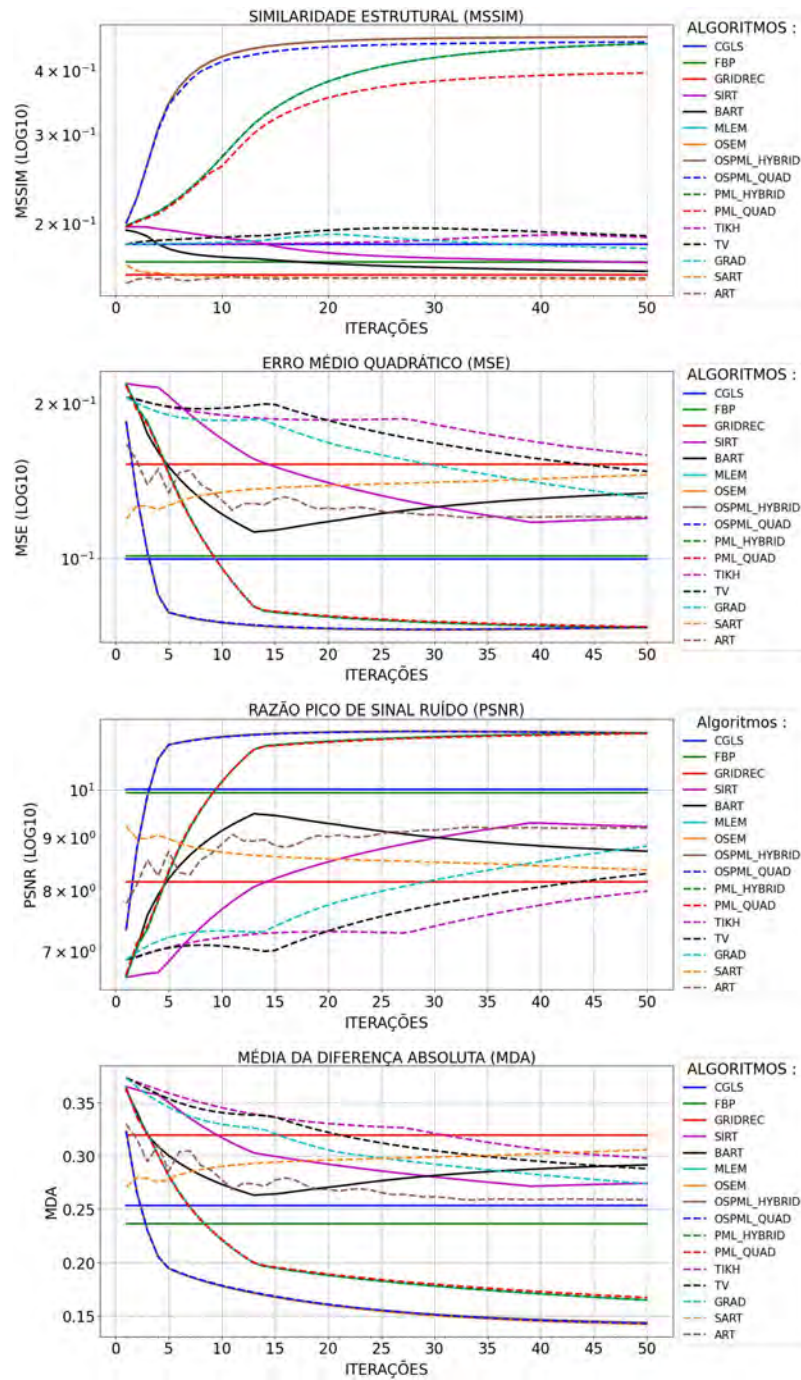 SIMILARIDADE ESTRUTURAL (MSSIM)
MSSIM (LOG10)
4 × 10⁻¹
3 × 10⁻¹
2 × 10⁻¹
0 5 10 15 20 25 30 35 40 45 50
ITERAÇÕES
ALGORITMOS :
CGLS
FBP
GRIDREC
SIRT
BART
MLEM
OSEM
OSPML_HYBRID
OSPML_QUAD
PML_HYBRID
PML_QUAD
TIKH
TV
GRAD
SART
ART
ERRO MÉDIO QUADRÁTICO (MSE)
MSE (LOG10)
2 × 10⁻¹
10⁻¹
0 5 10 15 20 25 30 35 40 45 50
ITERAÇÕES
ALGORITMOS :
CGLS
FBP
GRIDREC
SIRT
BART
MLEM
OSEM
OSPML_HYBRID
OSPML_QUAD
PML_HYBRID
PML_QUAD
TIKH
TV
GRAD
SART
ART
RAZÃO PICO DE SINAL RUÍDO (PSNR)
PSNR (LOG10)
10¹
9 × 10⁰
8 × 10⁰
7 × 10⁰
0 5 10 15 20 25 30 35 40 45 50
ITERAÇÕES
Algoritmos :
CGLS
FBP
GRIDREC
SIRT
BART
MLEM
OSEM
OSPML_HYBRID
OSPML_QUAD
PML_HYBRID
PML_QUAD
TIKH
TV
GRAD
SART
ART
MÉDIA DA DIFERENÇA ABSOLUTA (MDA)
MDA
0.35
0.30
0.25
0.20
0.15
0 5 10 15 20 25 30 35 40 45 50
ITERAÇÕES
ALGORITMOS :
CGLS
FBP
GRIDREC
SIRT
BART
MLEM
OSEM
OSPML_HYBRID
OSPML_QUAD
PML_HYBRID
PML_QUAD
TIKH
TV
GRAD
SART
ART